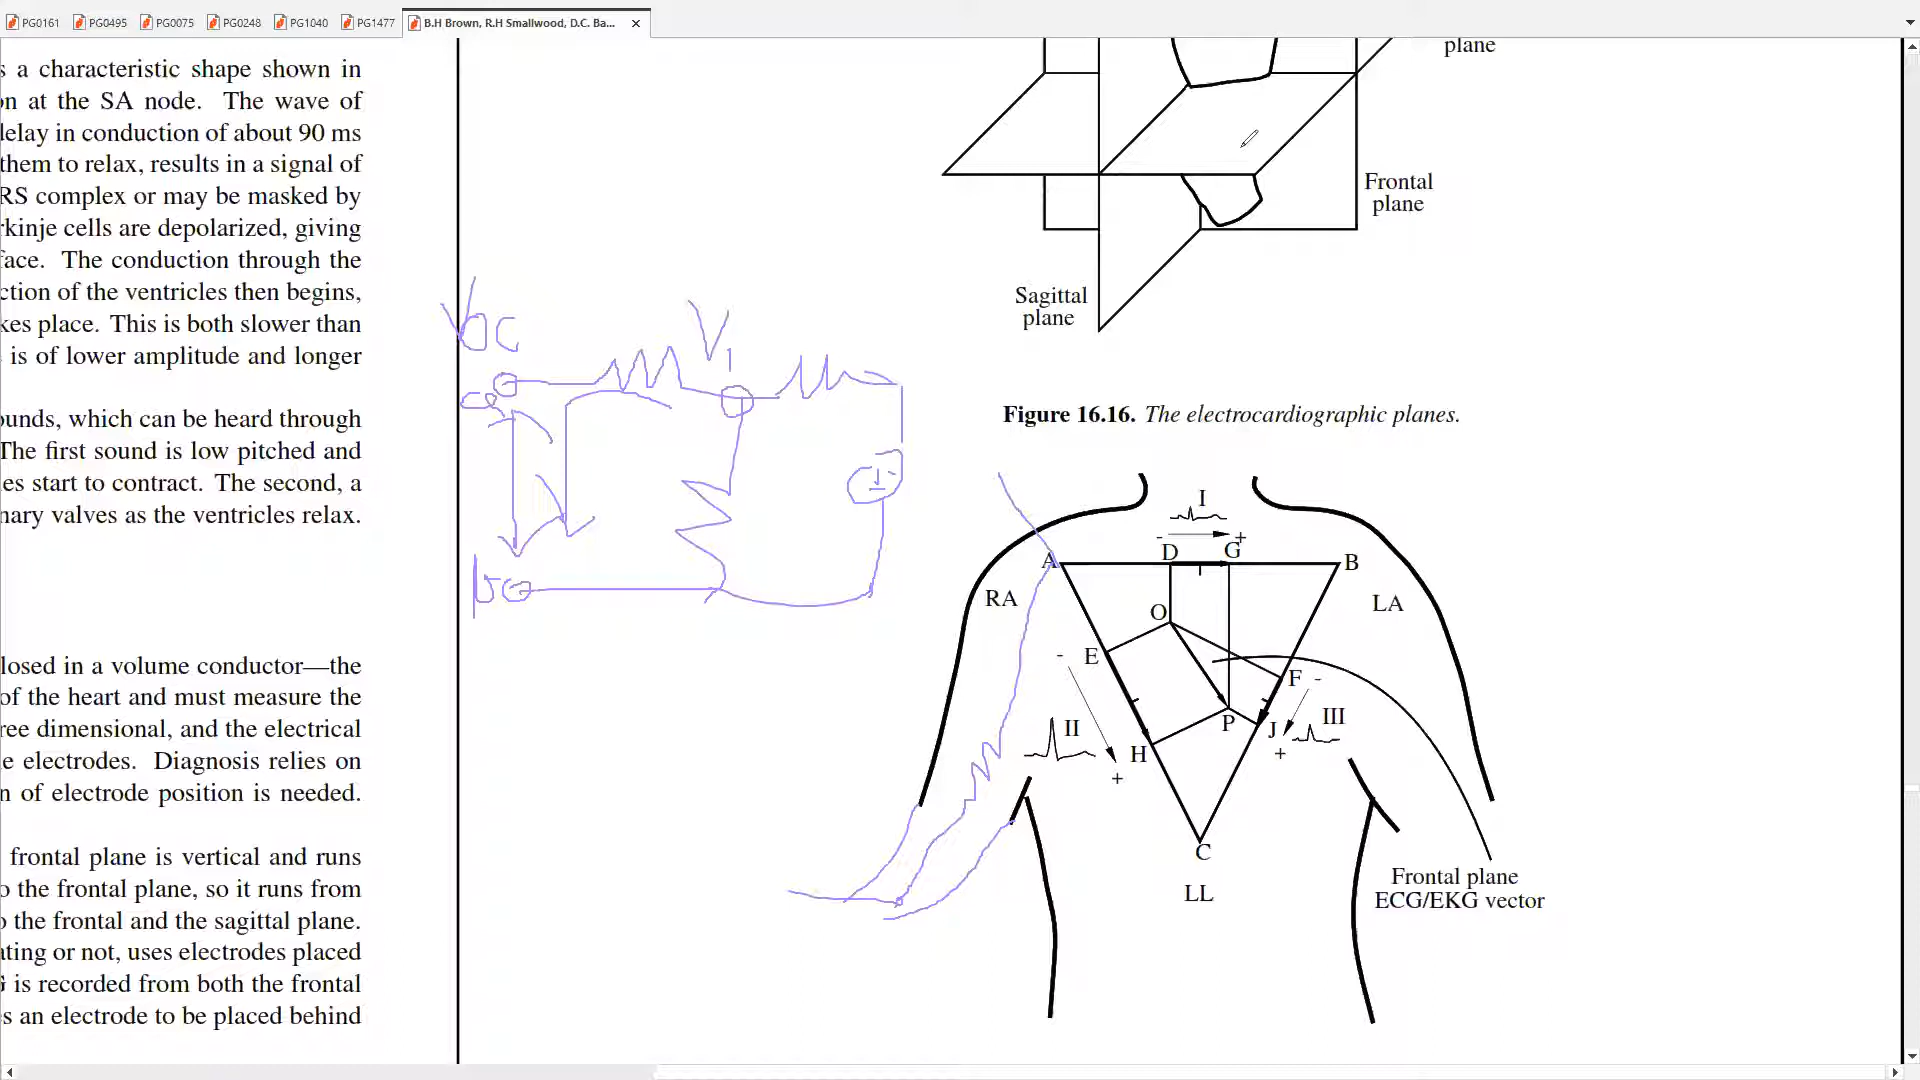 PG0161 PG0495 PG0075 PG0248 PG1040 PG1477 B.H Brown, R.H Smallwood, D.C. Ba...
s a characteristic shape shown in
on at the SA node. The wave of
delay in conduction of about 90 ms
them to relax, results in a signal of
RS complex or may be masked by
rkinje cells are depolarized, giving
face. The conduction through the
ction of the ventricles then begins,
kes place. This is both slower than
is of lower amplitude and longer
ounds, which can be heard through
The first sound is low pitched and
es start to contract. The second, a
nary valves as the ventricles relax.
losed in a volume conductor—the
of the heart and must measure the
ree dimensional, and the electrical
e electrodes. Diagnosis relies on
n of electrode position is needed.
frontal plane is vertical and runs
o the frontal plane, so it runs from
o the frontal and the sagittal plane.
ating or not, uses electrodes placed
G is recorded from both the frontal
s an electrode to be placed behind
VOC
V1
plane
Frontal
plane
Sagittal
plane
Figure 16.16. The electrocardiographic planes.
I
- +
A D G B
RA LA
O
- E F -
II P J III
H + +
C
LL
Frontal plane
ECG/EKG vector